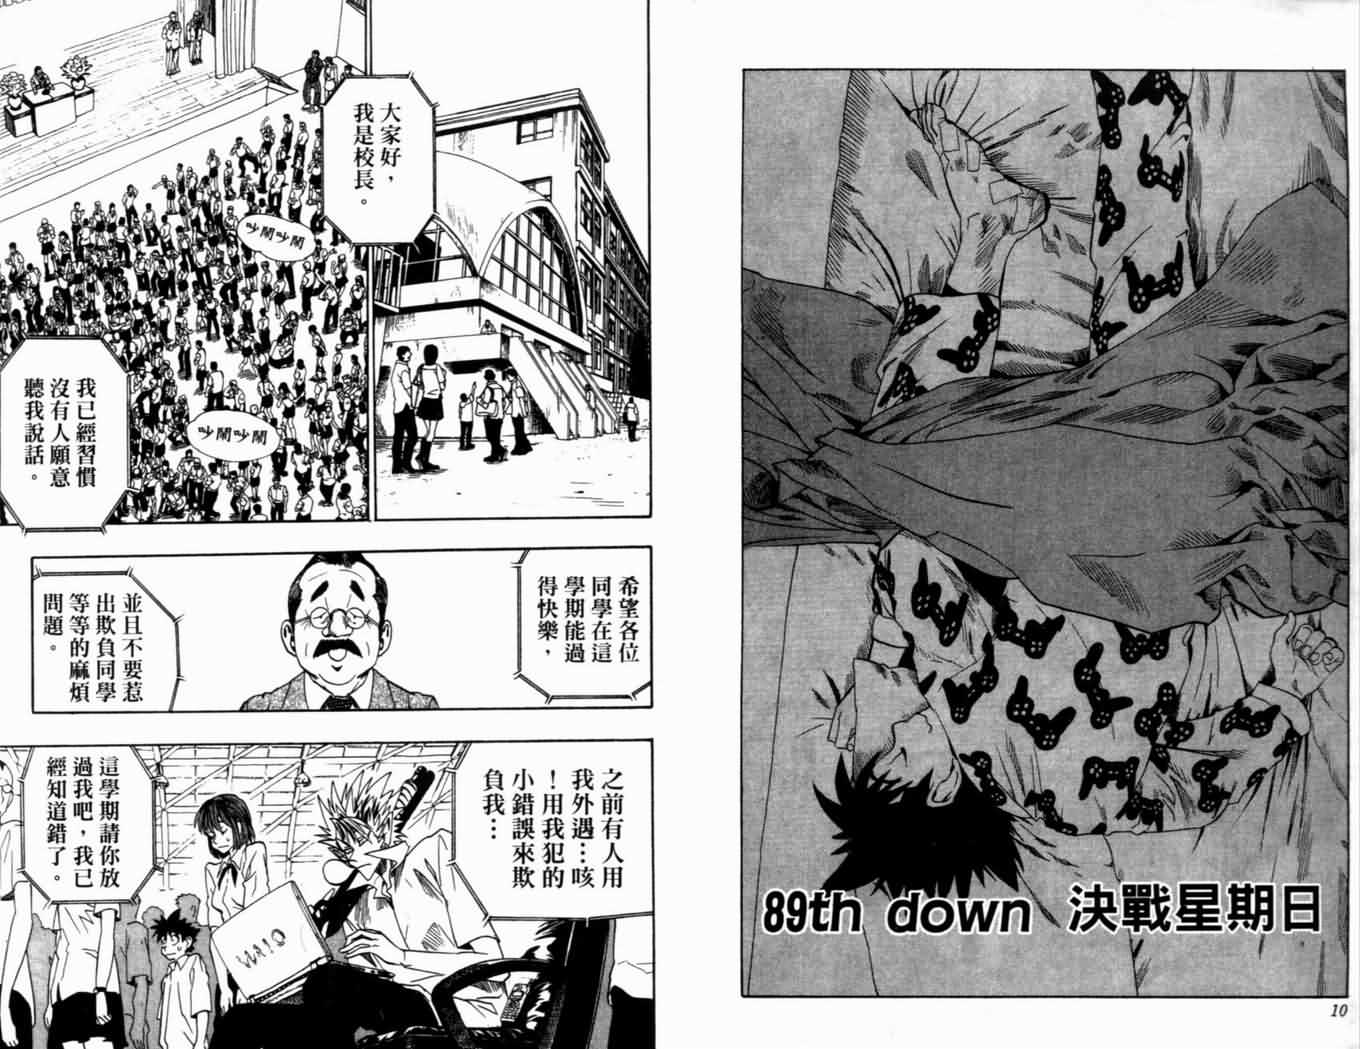 89th down 決戰星期日
10
大家好，
我是校長。
吵鬧吵鬧
吵鬧吵鬧
我已經習慣
沒有人願意
聽我說話。
希望各位
同學在這
學期能過
得快樂，
並且不要惹
出欺負同學
等等的麻煩
問題。
之前有人用
我外遇…咳
！用我犯的
小錯誤來欺
負我…
這學期請你放
過我吧，我已
經知道錯了。